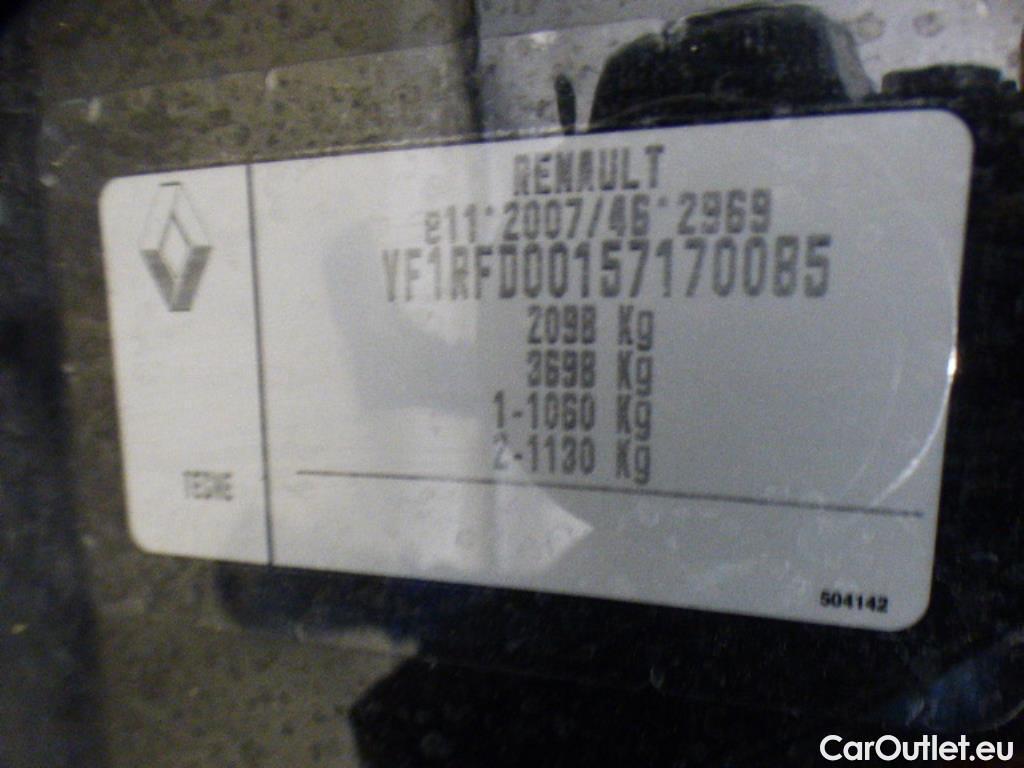 RENAULT
e11*2007/46*2969
VF1RFD00157170085
2098 Kg
3698 Kg
1-1060 Kg
2-1130 Kg
504142
CarOutlet.eu